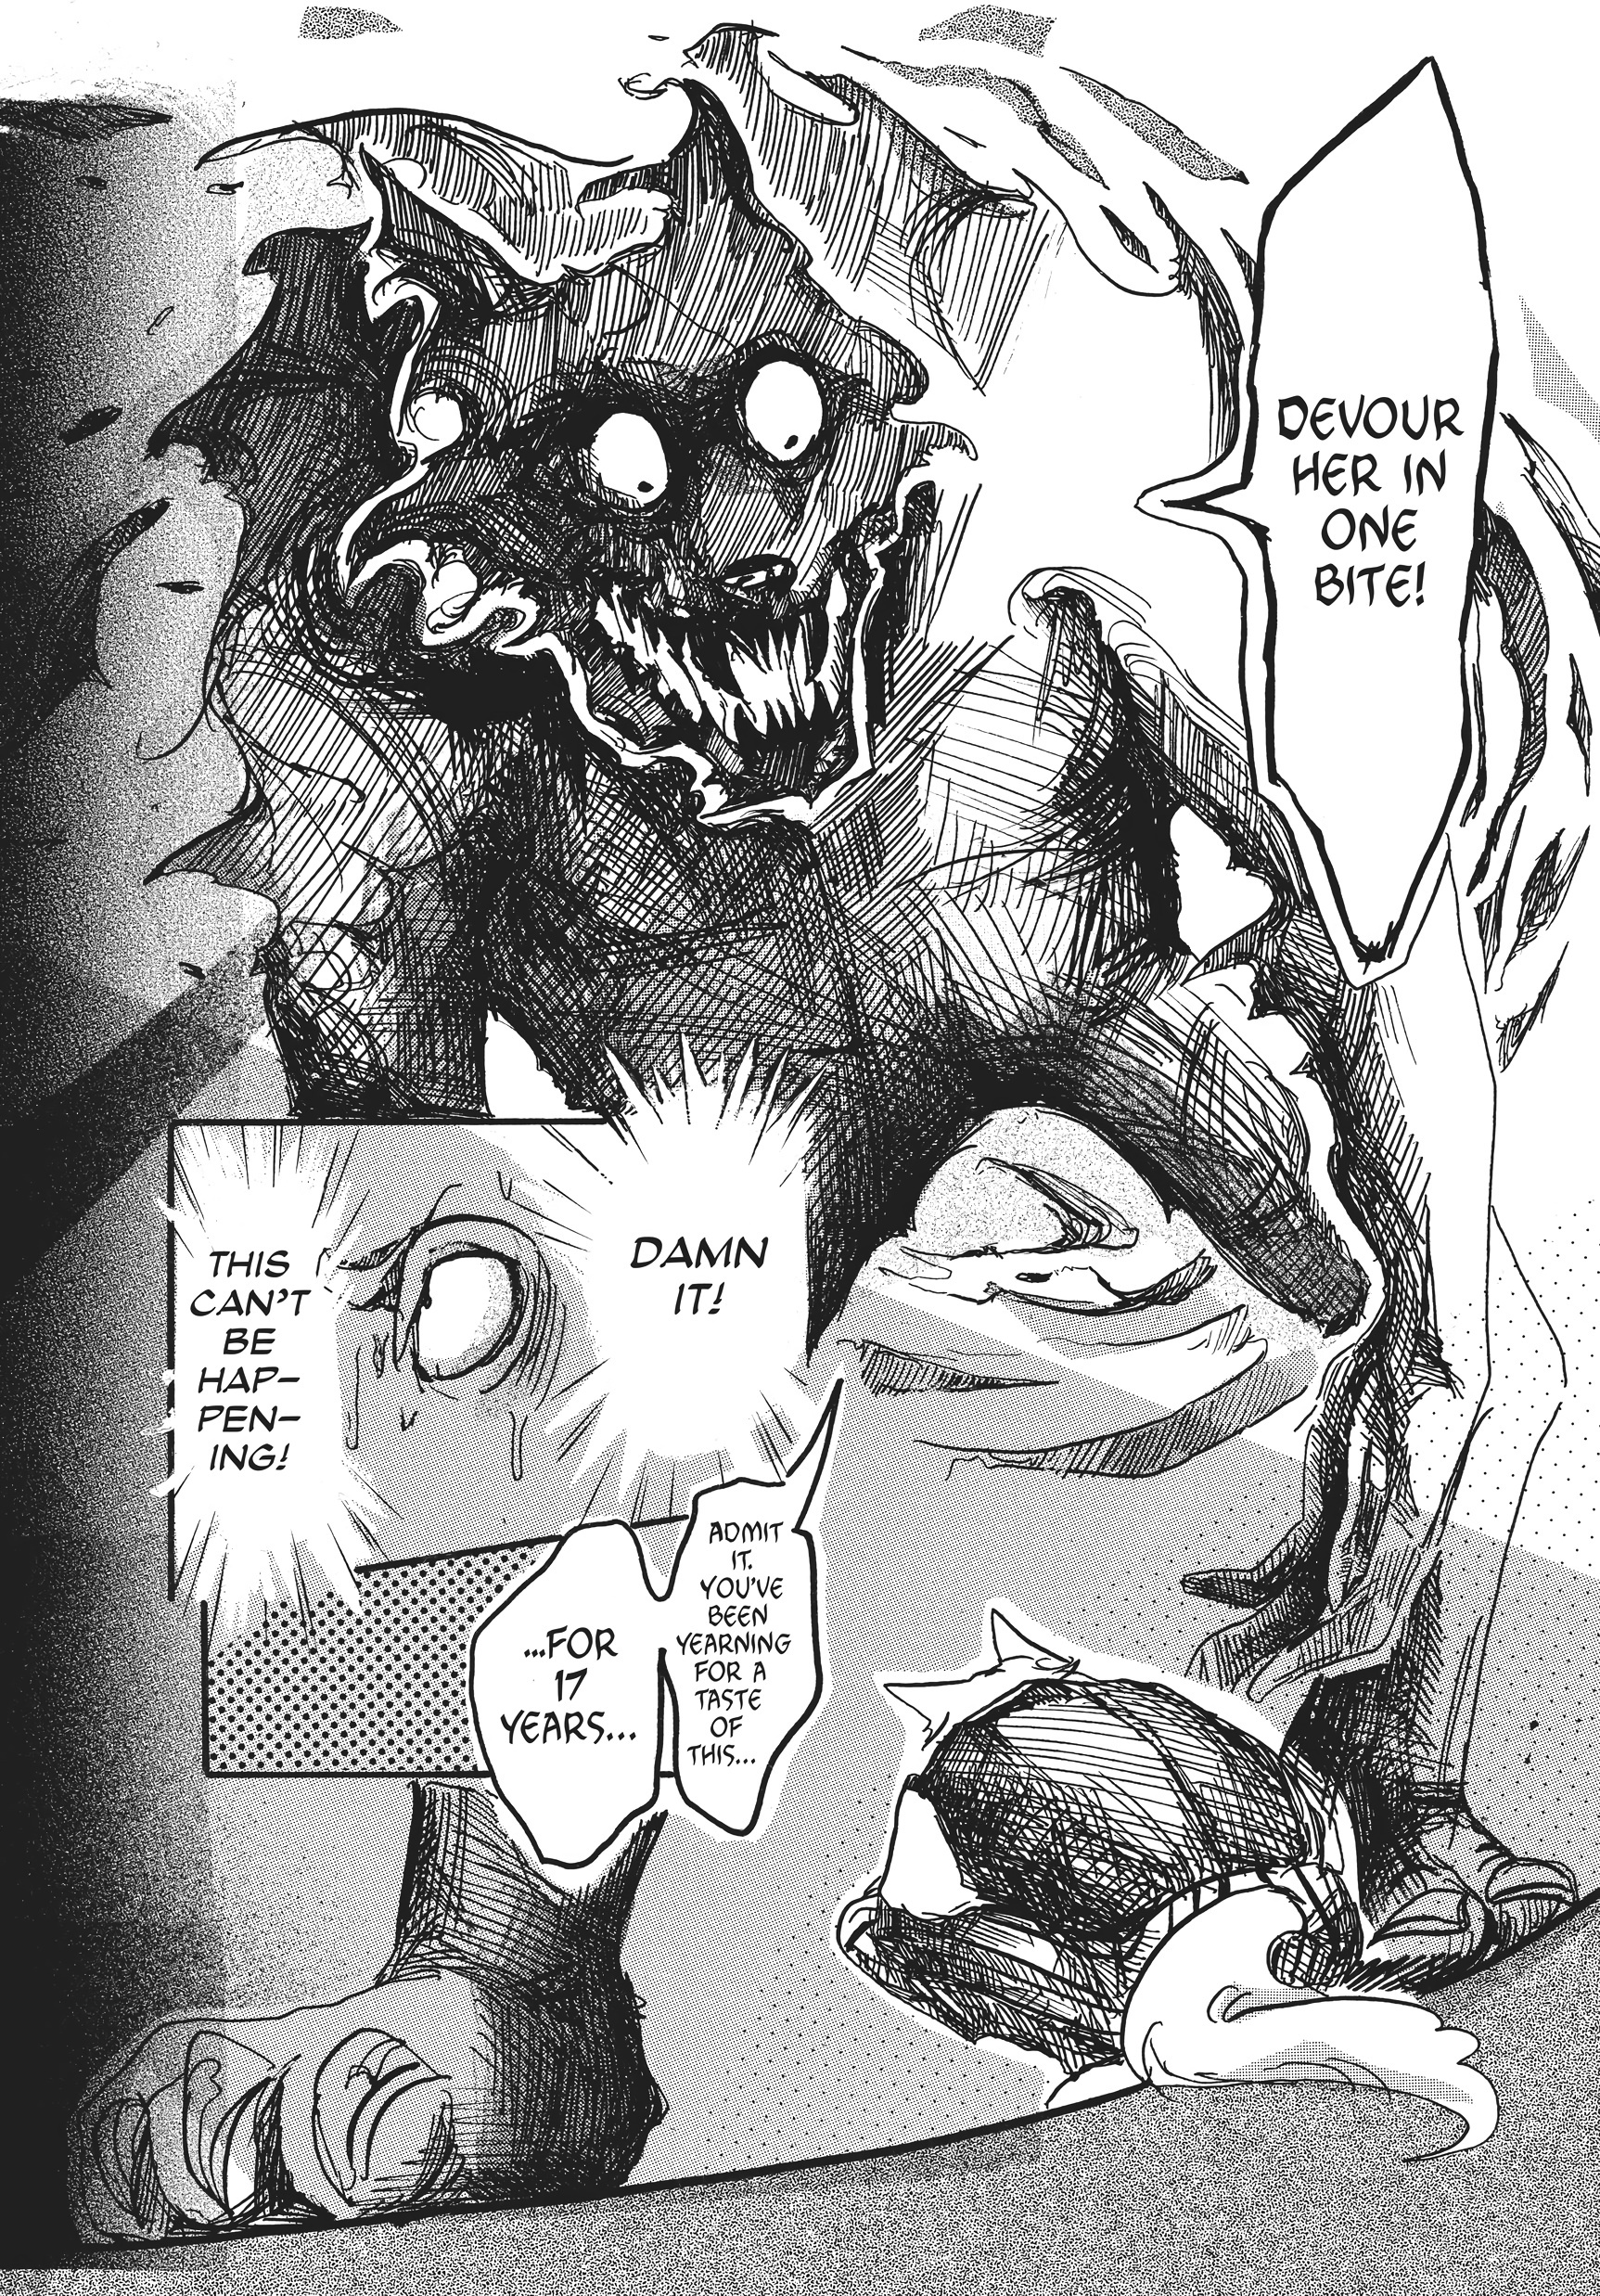 DEVOUR
HER IN
ONE
BITE!
DAMN
IT!
THIS
CAN'T
BE
HAP-
PEN-
ING!
ADMIT
IT.
YOU'VE
BEEN
YEARNING
FOR A
TASTE
OF
THIS...
...FOR
17
YEARS...